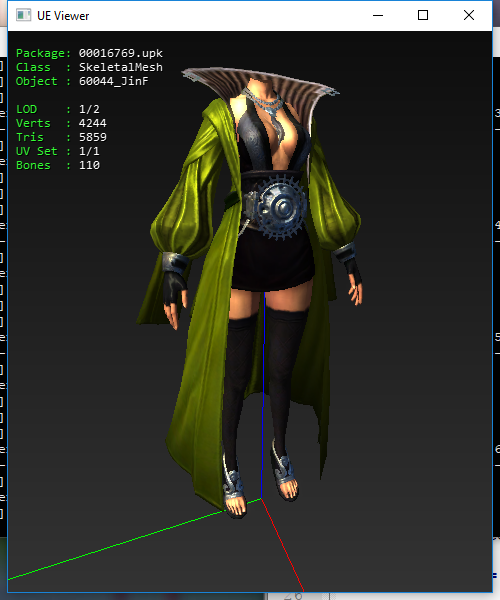 UE Viewer
Package: 00016769.upk
Class : SkeletalMesh
Object : 60044_JinF
LOD : 1/2
Verts : 4244
Tris : 5859
UV Set : 1/1
Bones : 110